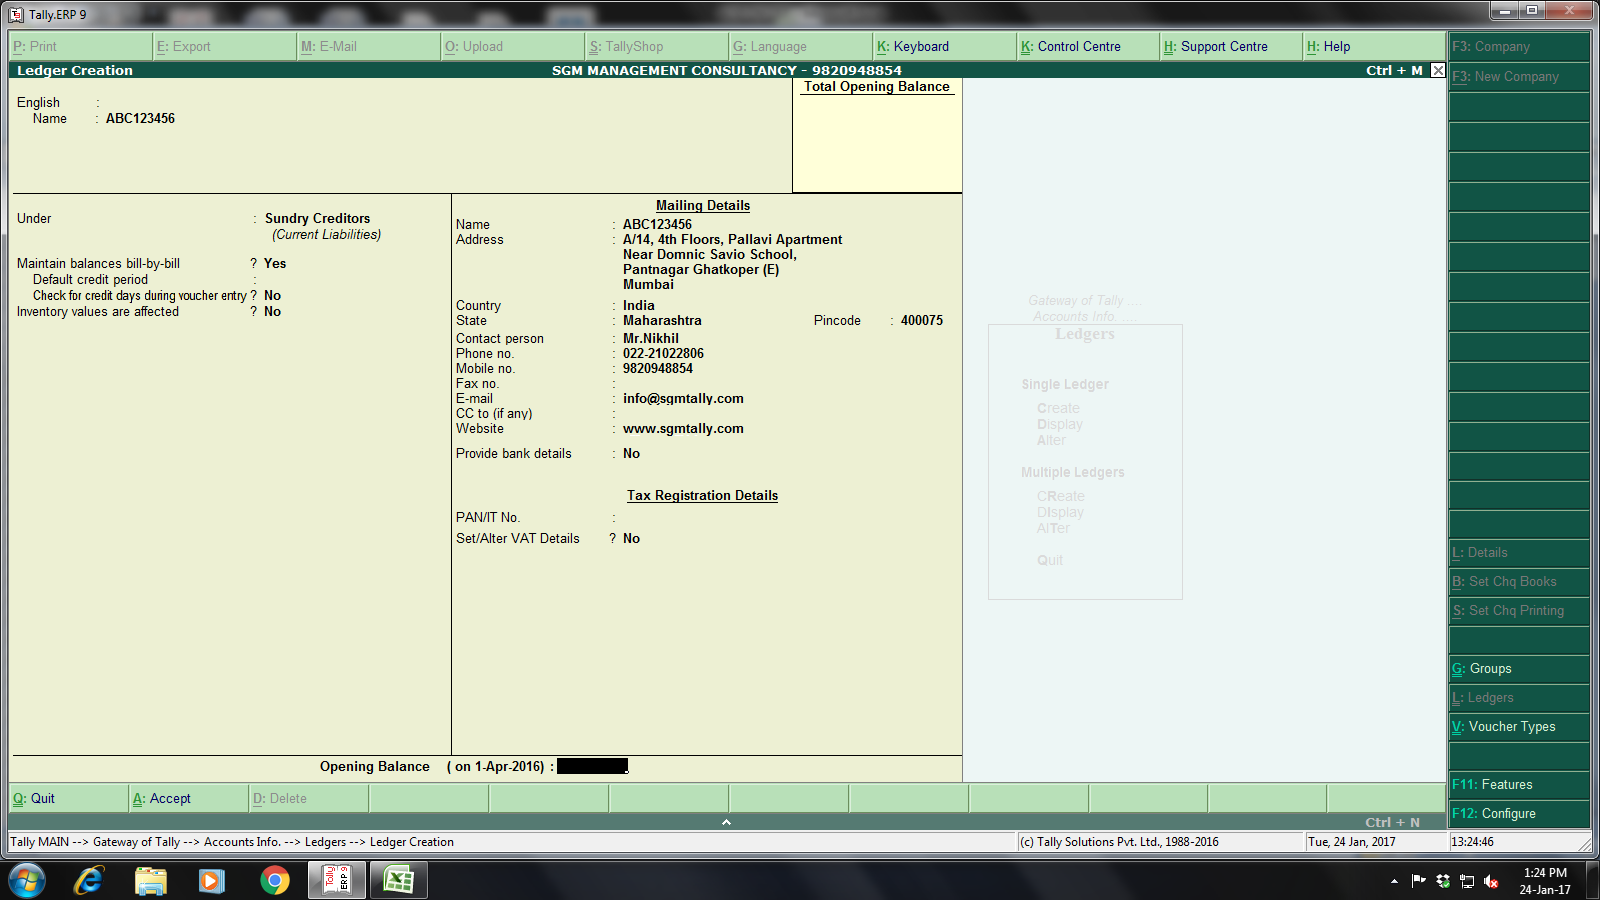 Tally.ERP 9
P: Print
E: Export
M: E-Mail
O: Upload
S: TallyShop
G: Language
K: Keyboard
K: Control Centre
H: Support Centre
H: Help
Ledger Creation
SGM MANAGEMENT CONSULTANCY - 9820948854
Ctrl + M
English :
Name : ABC123456
Total Opening Balance
Under : Sundry Creditors
(Current Liabilities)
Maintain balances bill-by-bill ? Yes
Default credit period :
Check for credit days during voucher entry ? No
Inventory values are affected ? No
Mailing Details
Name : ABC123456
Address : A/14, 4th Floors, Pallavi Apartment
Near Domnic Savio School,
Pantnagar Ghatkoper (E)
Mumbai
Country : India
State : Maharashtra Pincode : 400075
Contact person : Mr.Nikhil
Phone no. : 022-21022806
Mobile no. : 9820948854
Fax no. :
E-mail : info@sgmtally.com
CC to (if any) :
Website : www.sgmtally.com
Provide bank details : No
Tax Registration Details
PAN/IT No. :
Set/Alter VAT Details ? No
Opening Balance ( on 1-Apr-2016) :
Gateway of Tally ....
Accounts Info. ....
Ledgers
Single Ledger
Create
Display
Alter
Multiple Ledgers
CReate
DIsplay
AlTer
Quit
F3: Company
F3: New Company
L: Details
B: Set Chq Books
S: Set Chq Printing
G: Groups
L: Ledgers
V: Voucher Types
F11: Features
F12: Configure
Q: Quit
A: Accept
D: Delete
Ctrl + N
Tally MAIN --> Gateway of Tally --> Accounts Info. --> Ledgers --> Ledger Creation
(c) Tally Solutions Pvt. Ltd., 1988-2016
Tue, 24 Jan, 2017
13:24:46
Tally
ERP 9
1:24 PM
24-Jan-17